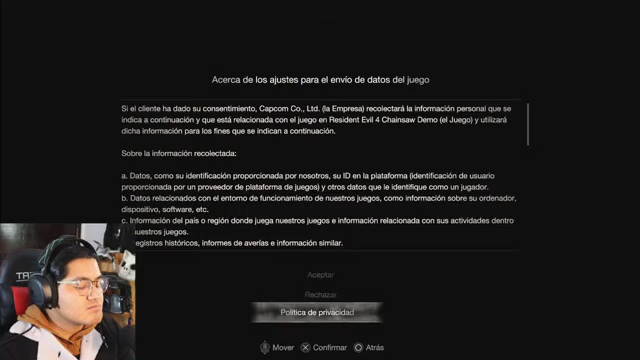 Acerca de los ajustes para el envío de datos del juego
Si el cliente ha dado su consentimiento, Capcom Co., Ltd. (la Empresa) recolectará la información personal que se
indica a continuación y que está relacionada con el juego en Resident Evil 4 Chainsaw Demo (el Juego) y utilizará
dicha información para los fines que se indican a continuación.
Sobre la información recolectada:
a. Datos, como su identificación proporcionada por nosotros, su ID en la plataforma (identificación de usuario
proporcionada por un proveedor de plataforma de juegos) y otros datos que le identifique como un jugador.
b. Datos relacionados con el entorno de funcionamiento de nuestros juegos, como información sobre su ordenador,
dispositivo, software, etc.
c. Información del país o región donde juega nuestros juegos e información relacionada con sus actividades dentro
nuestros juegos.
registros históricos, informes de averías e información similar.
Aceptar
Rechazar
Política de privacidad
Mover Confirmar Atrás